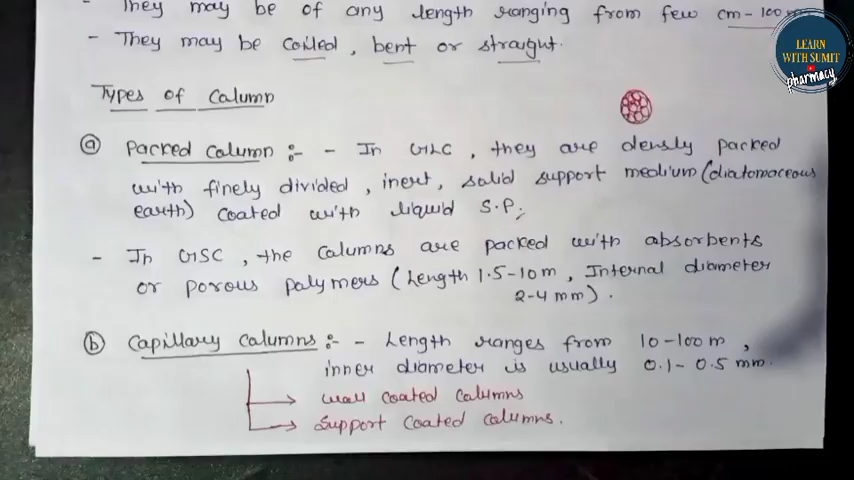 - They may be of any length ranging from few cm-100 m
- They may be coiled, bent or straight.
LEARN
WITH SUMIT
pharmacy
Types of Column
(a) Packed column :- - In GLC, they are densly packed
with finely divided, inert, solid support medium (diatomaceous
earth) coated with liquid S.P.;
- In GSC, the columns are packed with absorbents
or porous polymers (Length 1.5-10m, Internal diameter
2-4 mm).
(b) Capillary columns :- - Length ranges from 10-100m,
inner diameter is usually 0.1-0.5 mm.
→ wall coated columns
→ Support coated columns.